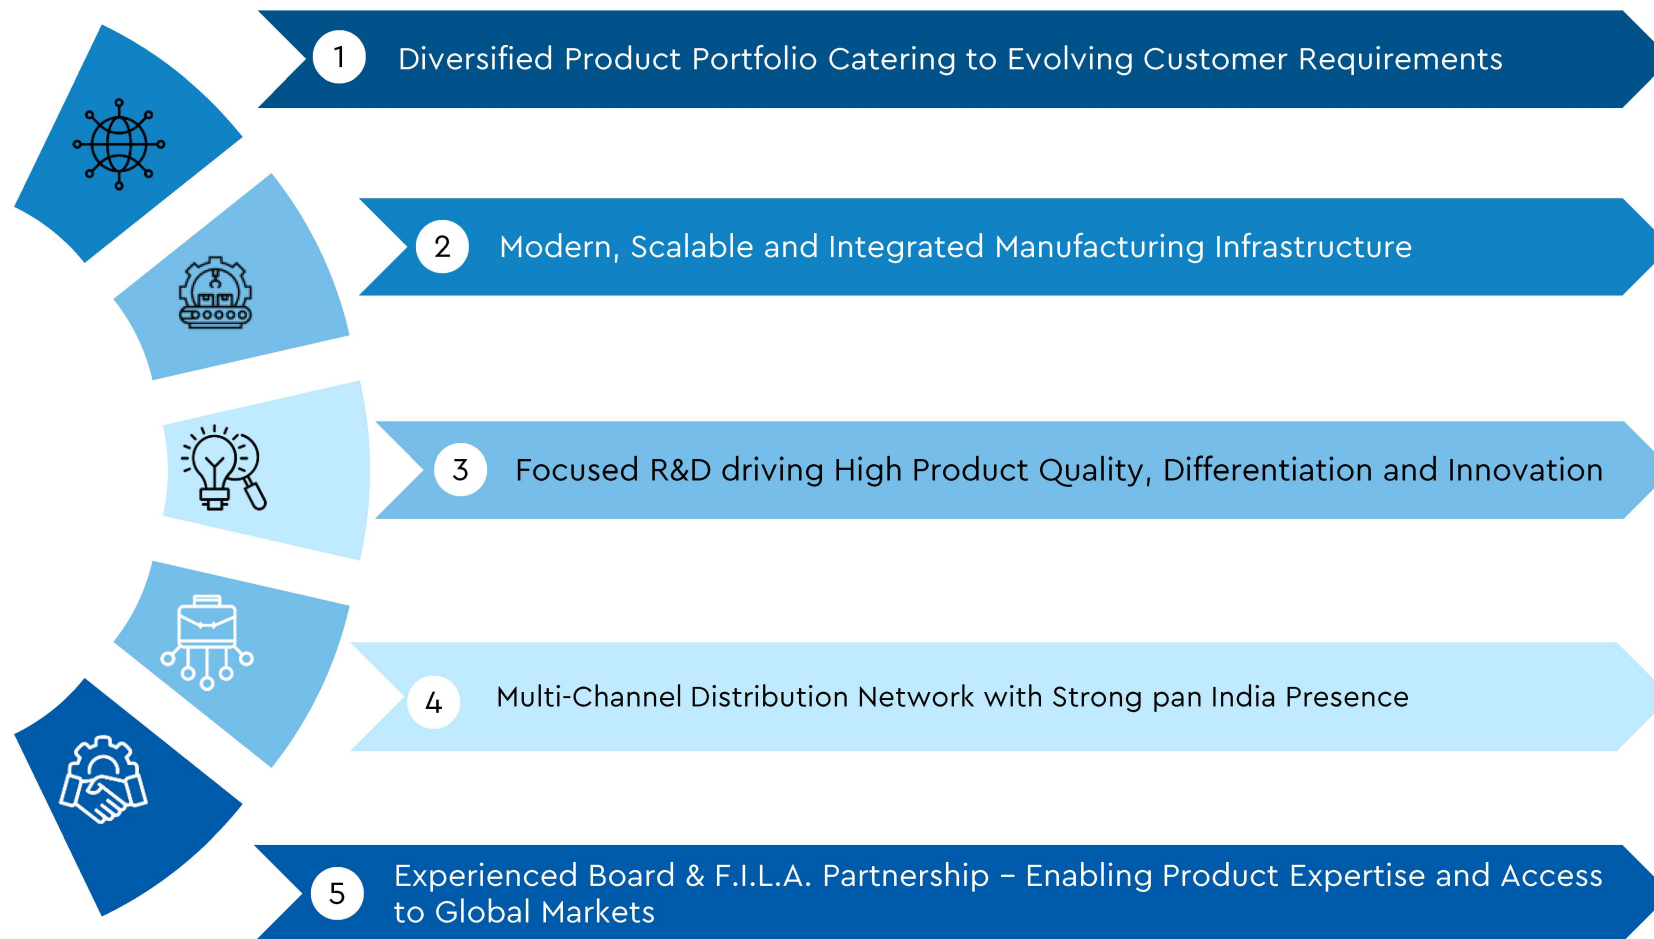 1
Diversified Product Portfolio Catering to Evolving Customer Requirements
2
Modern, Scalable and Integrated Manufacturing Infrastructure
3
Focused R&D driving High Product Quality, Differentiation and Innovation
4
Multi-Channel Distribution Network with Strong pan India Presence
5
Experienced Board & F.I.L.A. Partnership – Enabling Product Expertise and Access
to Global Markets